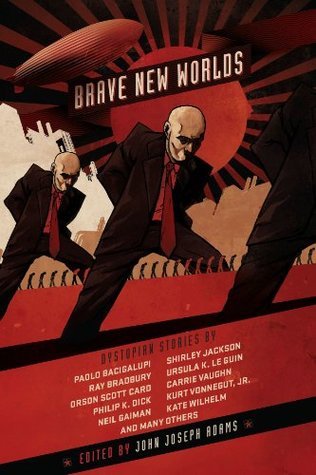 BRAVE NEW WORLDS
DYSTOPIAN STORIES BY
PAOLO BACIGALUPI
RAY BRADBURY
ORSON SCOTT CARD
PHILIP K. DICK
NEIL GAIMAN
SHIRLEY JACKSON
URSULA K. LE GUIN
CARRIE VAUGHN
KURT VONNEGUT, JR.
KATE WILHELM
AND MANY OTHERS
EDITED BY JOHN JOSEPH ADAMS